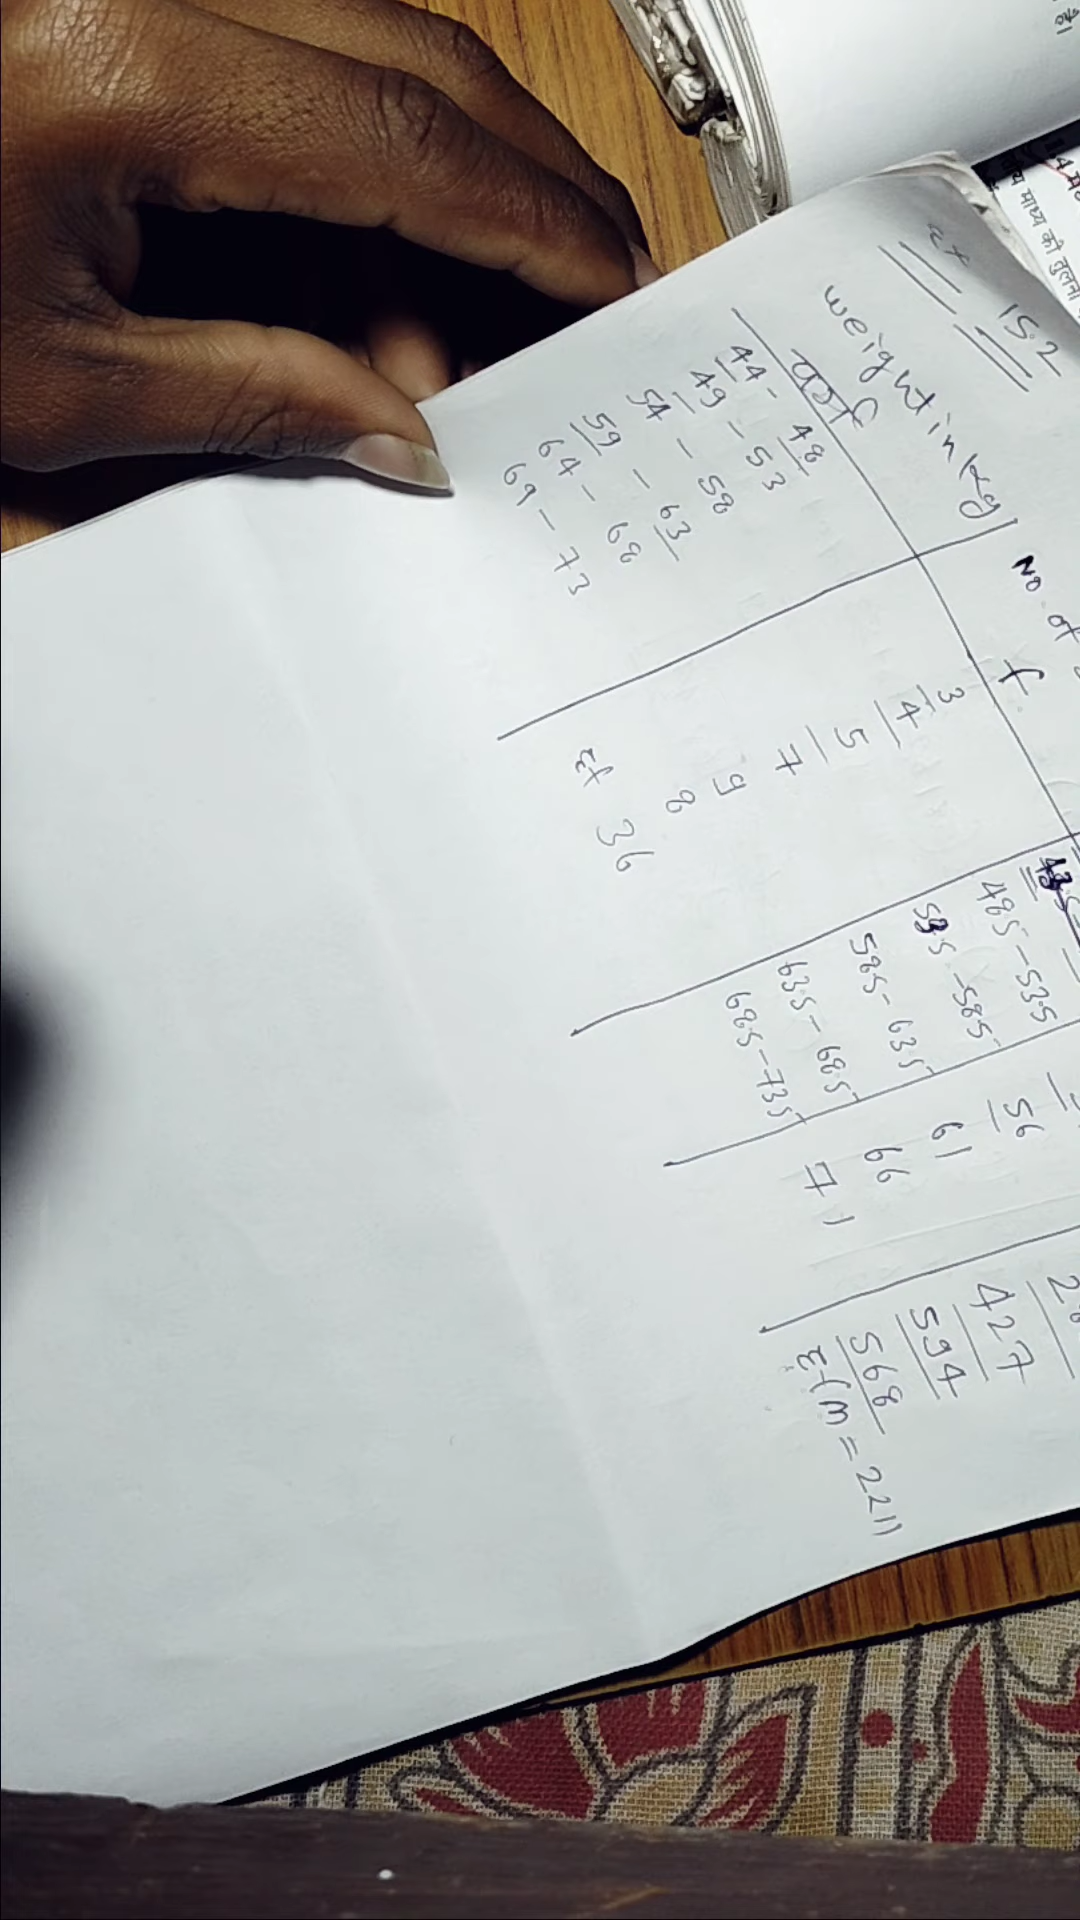 15.2
weight in kg No. of
वर्ग f
44 - 48 3
49 - 53 4 48.5 - 53.5
54 - 58 5 53.5 - 58.5 56
59 - 63 7 58.5 - 63.5 61 427
64 - 68 9 63.5 - 68.5 66 594
69 - 73 8 68.5 - 73.5 71 568
Σf 36 Σf(m) = 2211
माध्य की तुलना
है।